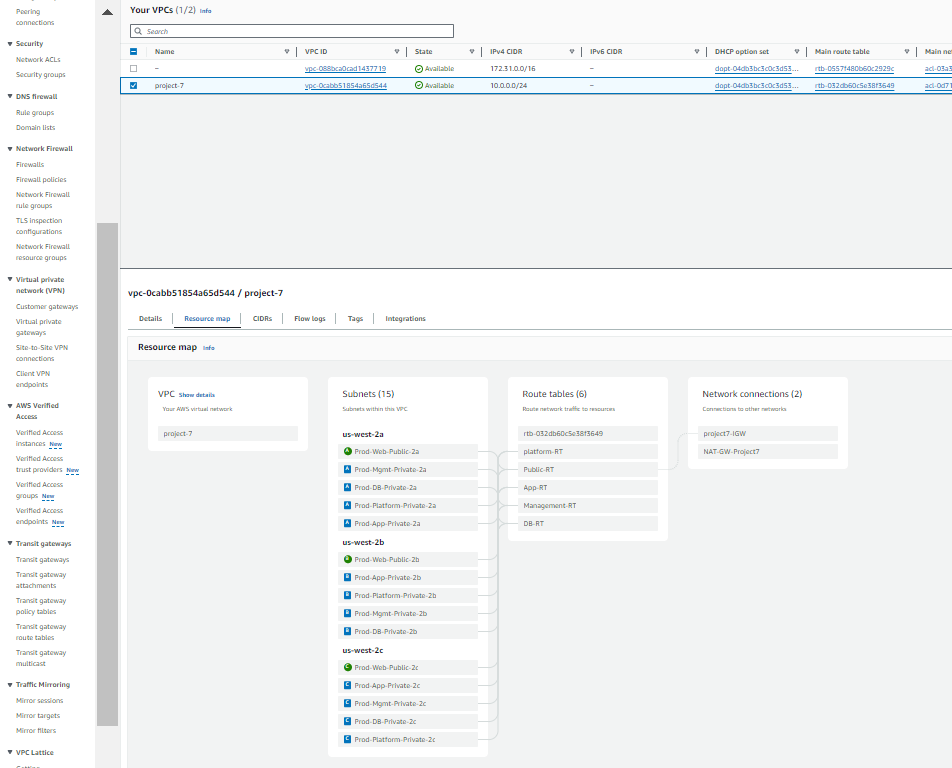 Peering
connections
Security
Network ACLs
Security groups
DNS firewall
Rule groups
Domain lists
Network Firewall
Firewalls
Firewall policies
Network Firewall
rule groups
TLS inspection
configurations
Network Firewall
resource groups
Virtual private
network (VPN)
Customer gateways
Virtual private
gateways
Site-to-Site VPN
connections
Client VPN
endpoints
AWS Verified
Access
Verified Access
instances New
Verified Access
trust providers New
Verified Access
groups New
Verified Access
endpoints New
Transit gateways
Transit gateways
Transit gateway
attachments
Transit gateway
policy tables
Transit gateway
route tables
Transit gateway
multicast
Traffic Mirroring
Mirror sessions
Mirror targets
Mirror filters
VPC Lattice
Your VPCs (1/2) Info
Search
Name VPC ID State IPv4 CIDR IPv6 CIDR DHCP option set Main route table Main net
– vpc-088bca0cad1437719 Available 172.31.0.0/16 – dopt-04db3bc3c0c3d53... rtb-0557f480b60c2929c acl-03a3
project-7 vpc-0cabb51854a65d544 Available 10.0.0.0/24 – dopt-04db3bc3c0c3d53... rtb-032db60c5e38f3649 acl-0d71
vpc-0cabb51854a65d544 / project-7
Details Resource map CIDRs Flow logs Tags Integrations
Resource map Info
VPC Show details
Your AWS virtual network
project-7
Subnets (15)
Subnets within this VPC
us-west-2a
A Prod-Web-Public-2a
A Prod-Mgmt-Private-2a
A Prod-DB-Private-2a
A Prod-Platform-Private-2a
A Prod-App-Private-2a
us-west-2b
B Prod-Web-Public-2b
B Prod-App-Private-2b
B Prod-Platform-Private-2b
B Prod-Mgmt-Private-2b
B Prod-DB-Private-2b
us-west-2c
C Prod-Web-Public-2c
C Prod-App-Private-2c
C Prod-Mgmt-Private-2c
C Prod-DB-Private-2c
C Prod-Platform-Private-2c
Route tables (6)
Route network traffic to resources
rtb-032db60c5e38f3649
platform-RT
Public-RT
App-RT
Management-RT
DB-RT
Network connections (2)
Connections to other networks
project7-IGW
NAT-GW-Project7